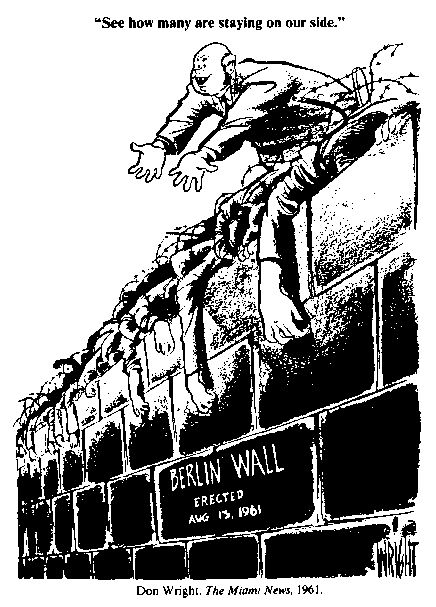 “See how many are staying on our side.”
BERLIN WALL
ERECTED
AUG 13, 1961
WRIGHT
Don Wright, The Miami News, 1961.